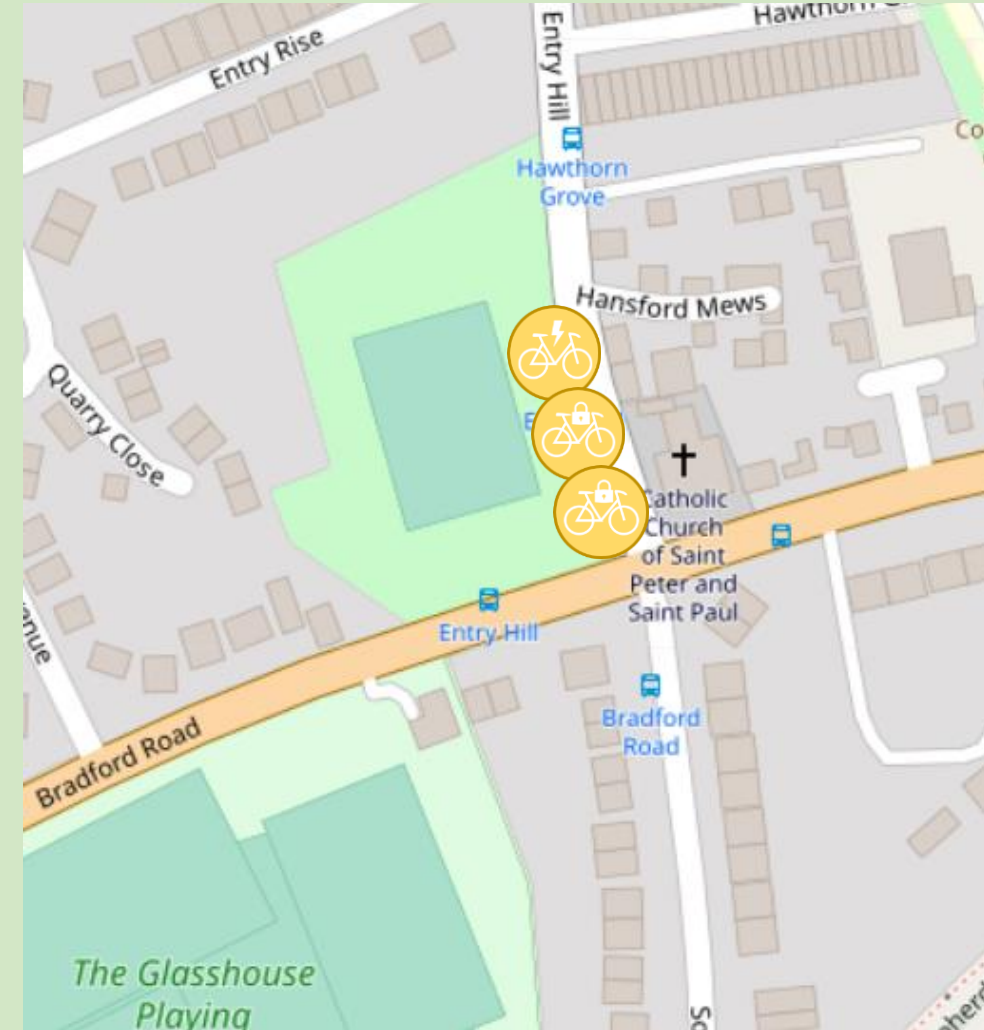 Entry Rise
Entry Hill
Hawthorn
Hawthorn
Grove
Hansford Mews
Quarry Close
Catholic
Church
of Saint
Peter and
Saint Paul
Entry Hill
Bradford
Road
Bradford Road
The Glasshouse
Playing